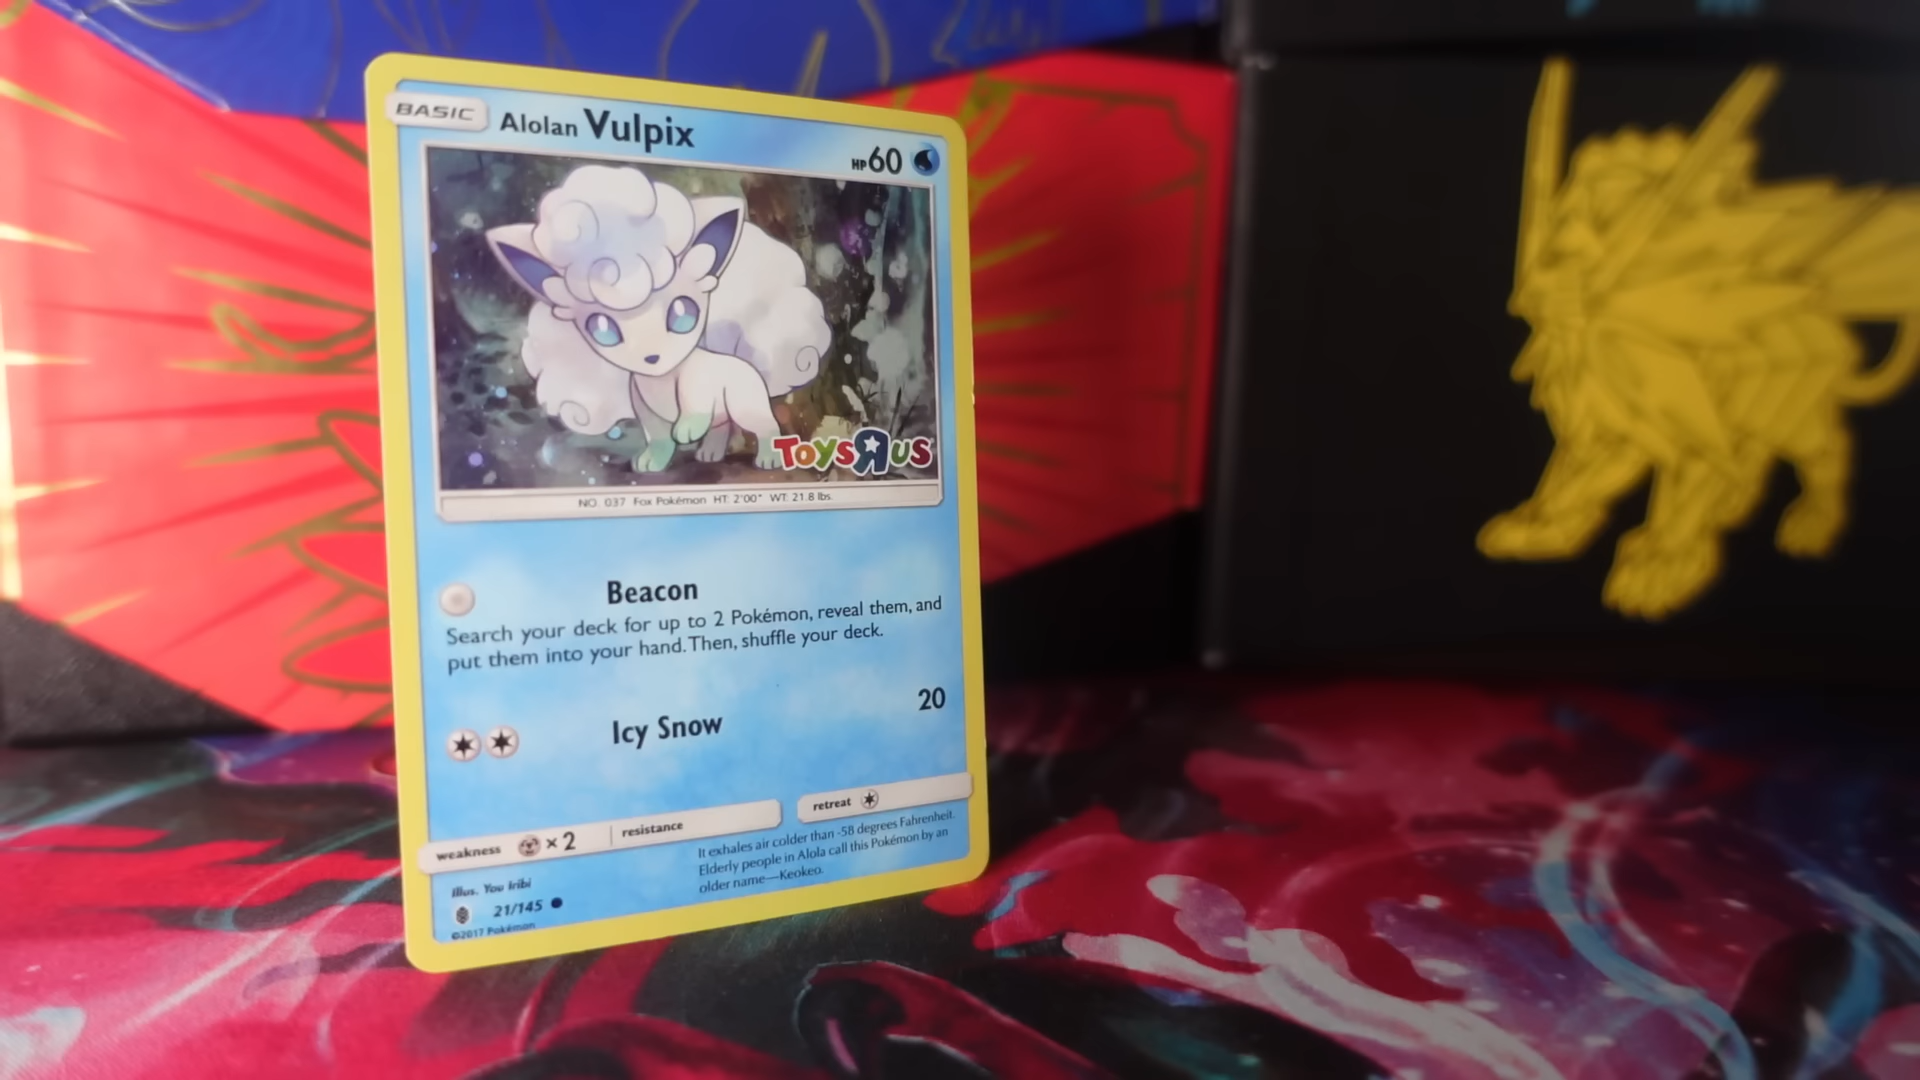 BASIC Alolan Vulpix HP 60
TOYS R US
NO. 037 Fox Pokémon HT: 2'00" WT: 21.8 lbs.
Beacon
Search your deck for up to 2 Pokémon, reveal them, and
put them into your hand. Then, shuffle your deck.
Icy Snow 20
weakness ×2 resistance retreat
It exhales air colder than -58 degrees Fahrenheit.
Elderly people in Alola call this Pokémon by an
older name—Keokeo.
Illus. You Iribi
21/145
©2017 Pokémon